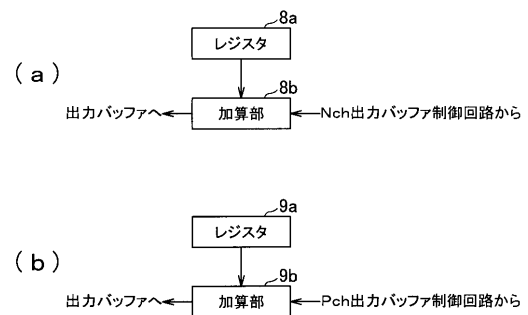 8a
レジスタ
(a)
8b
出力バッファへ
加算部
Nch出力バッファ制御回路から
9a
レジスタ
(b)
9b
出力バッファへ
加算部
Pch出力バッファ制御回路から